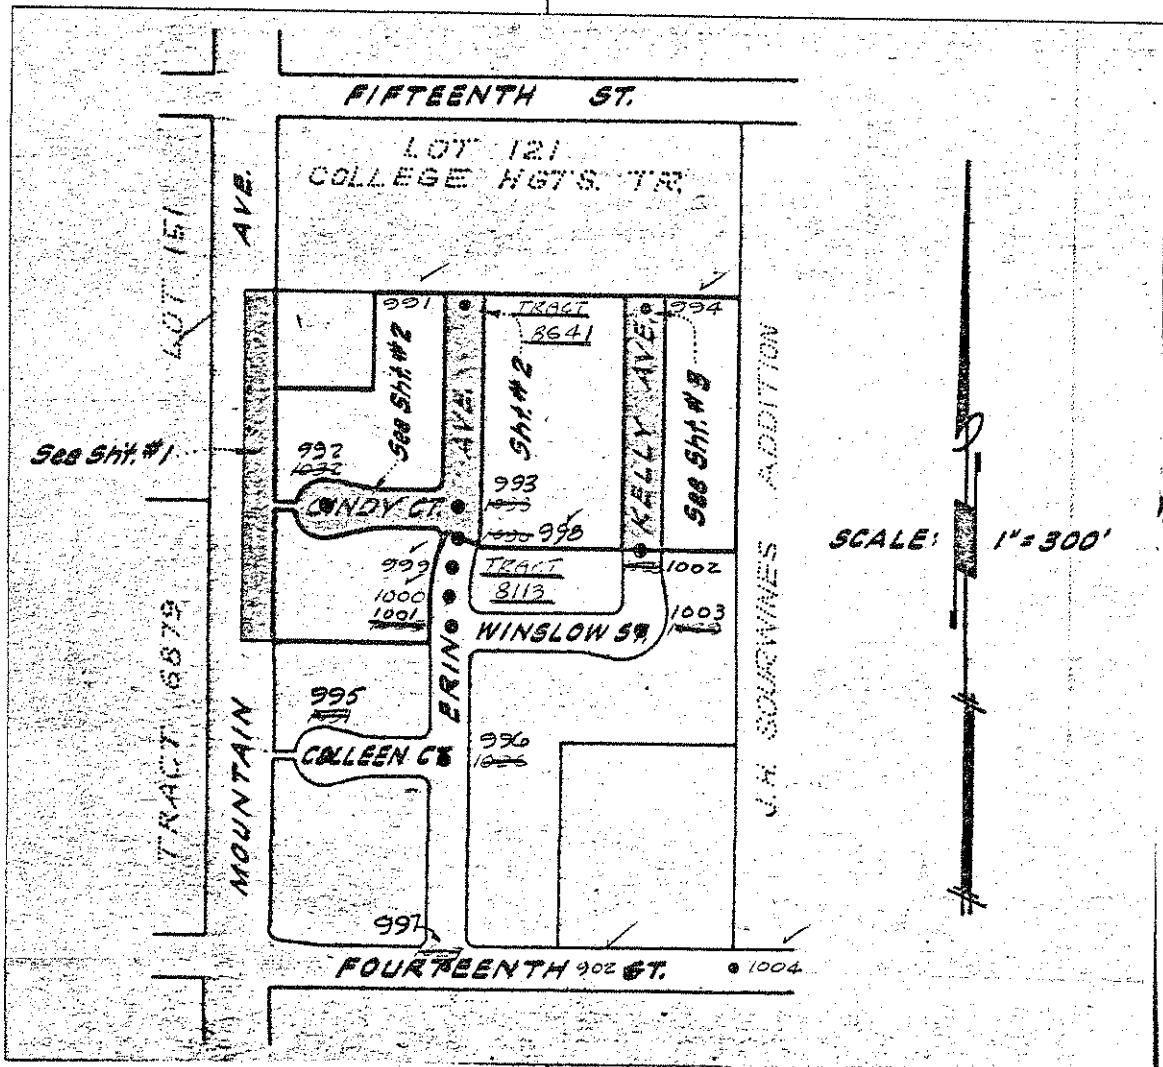 FIFTEENTH ST.
LOT 121
COLLEGE HGTS. TR.
AVE.
LOT 151
991
TRACT
8641
994
See Sht. #2
AVE.
Sht. #2
KELLY AVE.
See Sht. #3
J.H. SOURWINES ADDITION
See Sht. #1
992
1032
CINDY CT.
993
998
SCALE: 1"=300'
999
TRACT
8113
1002
1000
1001
1003
WINSLOW ST.
ERIN
TRACT 6879
MOUNTAIN
995
COLLEEN CT.
996
1026
997
FOURTEENTH 902 ST.
1004